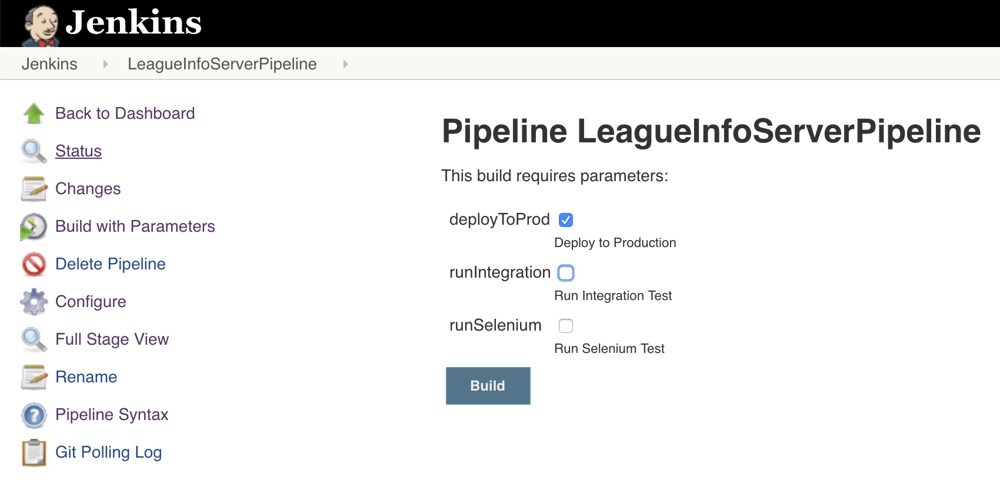 Jenkins
Jenkins LeagueInfoServerPipeline
Back to Dashboard
Status
Changes
Build with Parameters
Delete Pipeline
Configure
Full Stage View
Rename
Pipeline Syntax
Git Polling Log
Pipeline LeagueInfoServerPipeline
This build requires parameters:
deployToProd
Deploy to Production
runIntegration
Run Integration Test
runSelenium
Run Selenium Test
Build